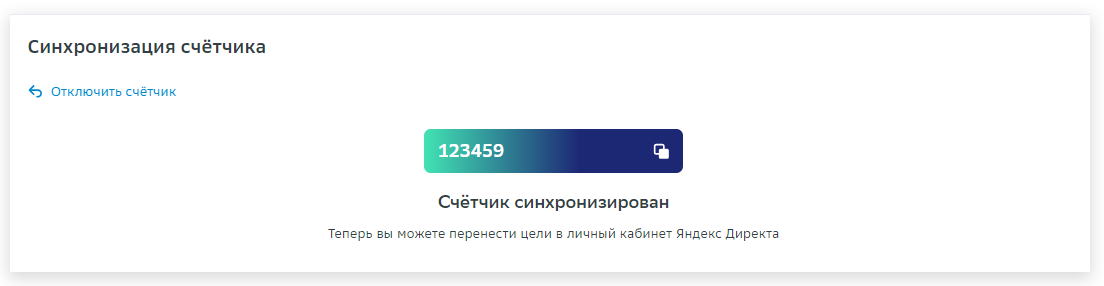 Синхронизация счётчика
Отключить счётчик
123459
Счётчик синхронизирован
Теперь вы можете перенести цели в личный кабинет Яндекс Директа